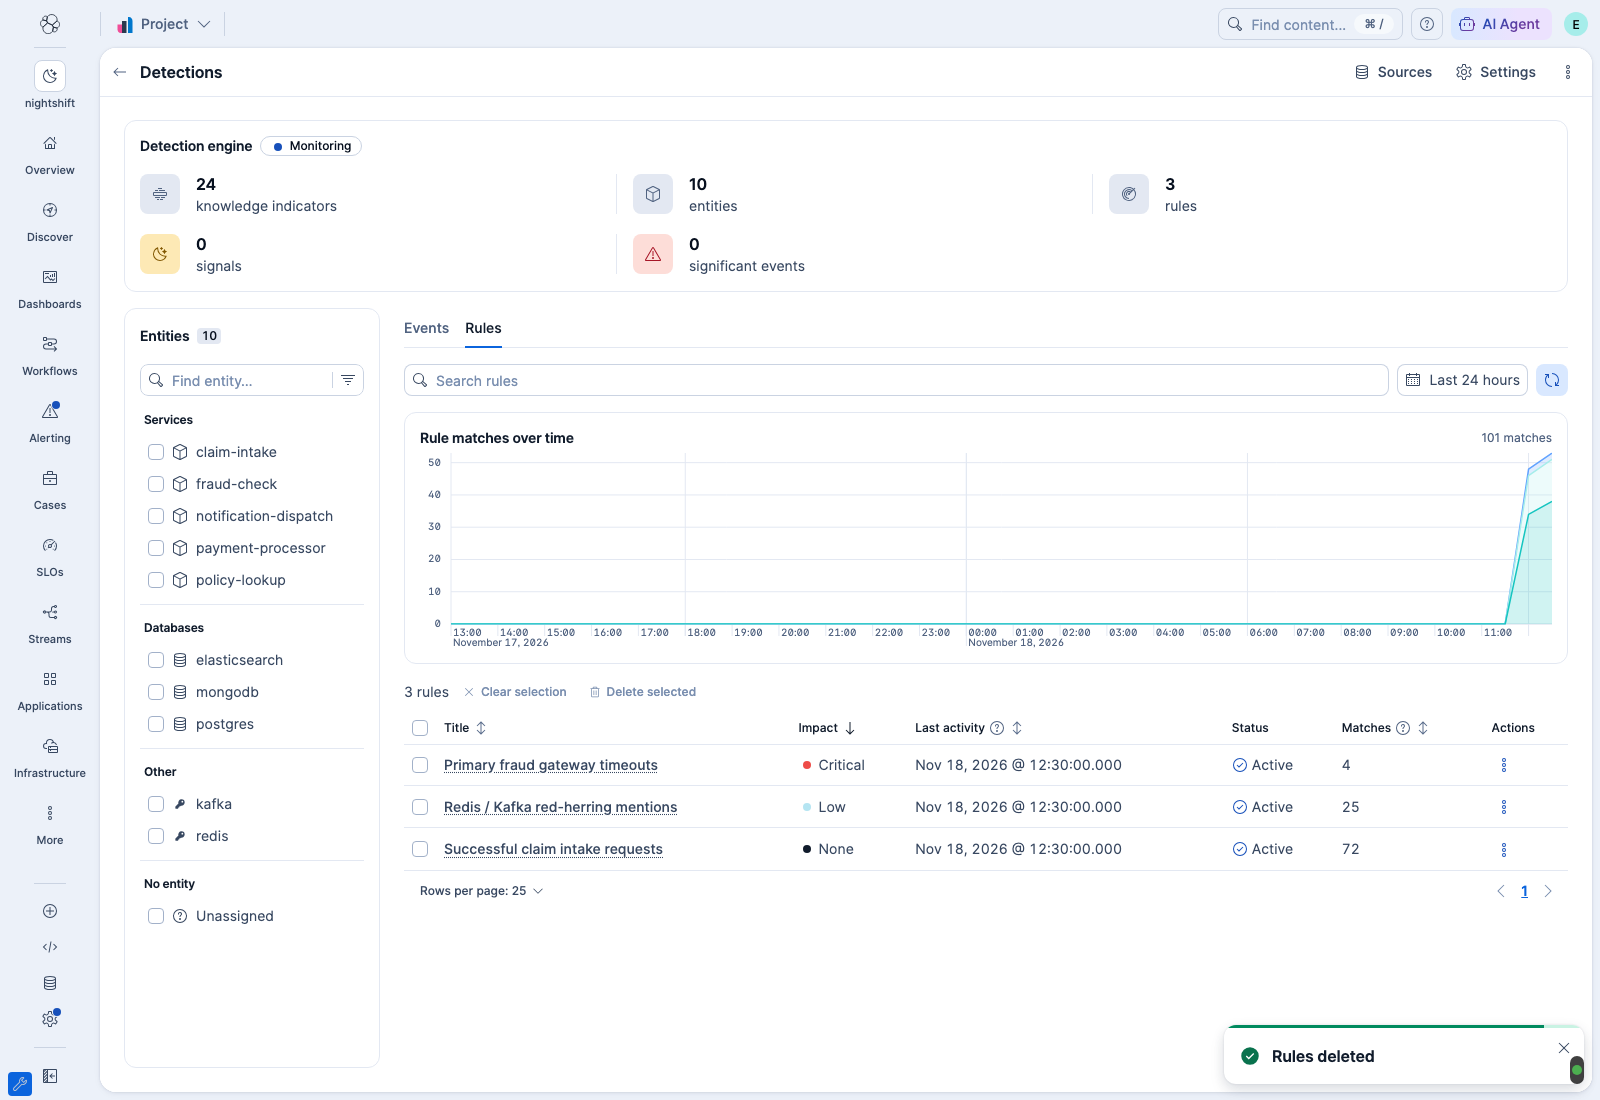 Project
Find content...
⌘ /
AI Agent
E
nightshift
Overview
Discover
Dashboards
Workflows
Alerting
Cases
SLOs
Streams
Applications
Infrastructure
More
Detections
Sources
Settings
Detection engine
Monitoring
24
knowledge indicators
10
entities
3
rules
0
signals
0
significant events
Entities 10
Find entity...
Services
claim-intake
fraud-check
notification-dispatch
payment-processor
policy-lookup
Databases
elasticsearch
mongodb
postgres
Other
kafka
redis
No entity
Unassigned
Events Rules
Search rules
Last 24 hours
Rule matches over time
101 matches
50
40
30
20
10
0
13:00 14:00 15:00 16:00 17:00 18:00 19:00 20:00 21:00 22:00 23:00 00:00 01:00 02:00 03:00 04:00 05:00 06:00 07:00 08:00 09:00 10:00 11:00
November 17, 2026 November 18, 2026
3 rules Clear selection Delete selected
Title Impact Last activity Status Matches Actions
Primary fraud gateway timeouts Critical Nov 18, 2026 @ 12:30:00.000 Active 4
Redis / Kafka red-herring mentions Low Nov 18, 2026 @ 12:30:00.000 Active 25
Successful claim intake requests None Nov 18, 2026 @ 12:30:00.000 Active 72
Rows per page: 25
1
Rules deleted